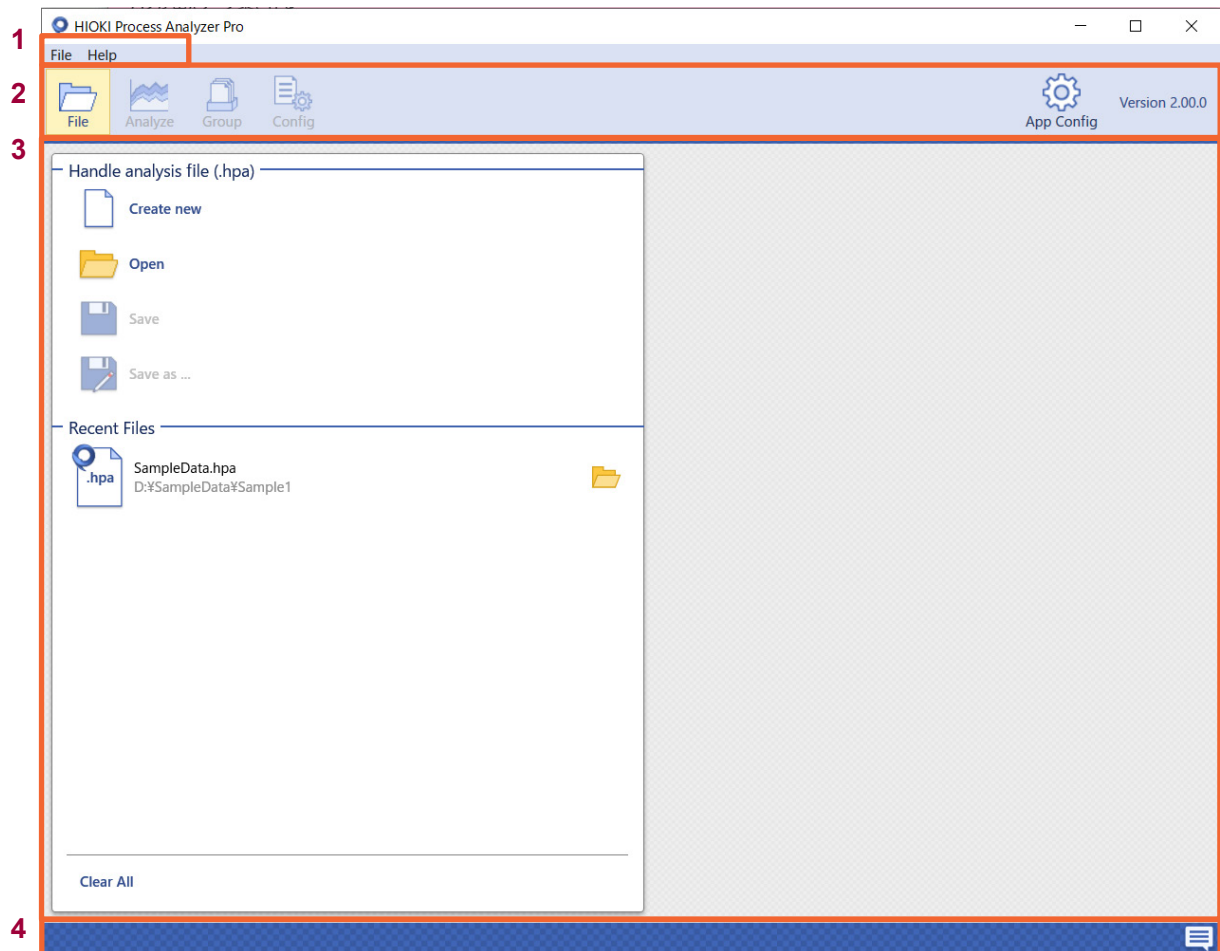 HIOKI Process Analyzer Pro
1
File Help
2
File Analyze Group Config App Config Version 2.00.0
3
Handle analysis file (.hpa)
Create new
Open
Save
Save as ...
Recent Files
.hpa
SampleData.hpa
D:¥SampleData¥Sample1
Clear All
4